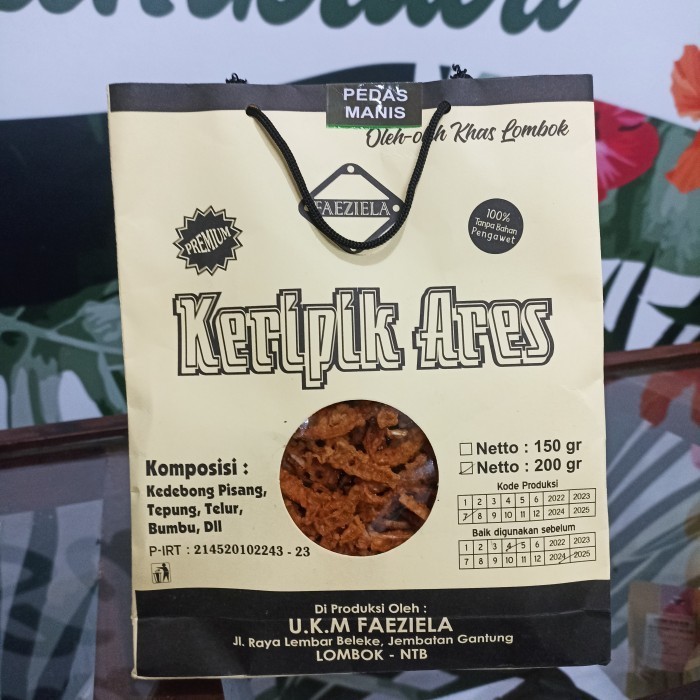 PEDAS
MANIS
Oleh-oleh Khas Lombok
FAEZIELA
PREMIUM
100%
Tanpa Bahan
Pengawet
Keripik Ares
Netto : 150 gr
Netto : 200 gr
Kode Produksi
1 2 3 4 5 6 2022 2023
7 8 9 10 11 12 2024 2025
Baik digunakan sebelum
1 2 3 4 5 6 2022 2023
7 8 9 10 11 12 2024 2025
Komposisi :
Kedebong Pisang,
Tepung, Telur,
Bumbu, Dll
P-IRT : 214520102243 - 23
Di Produksi Oleh :
U.K.M FAEZIELA
Jl. Raya Lembar Beleke, Jembatan Gantung
LOMBOK - NTB